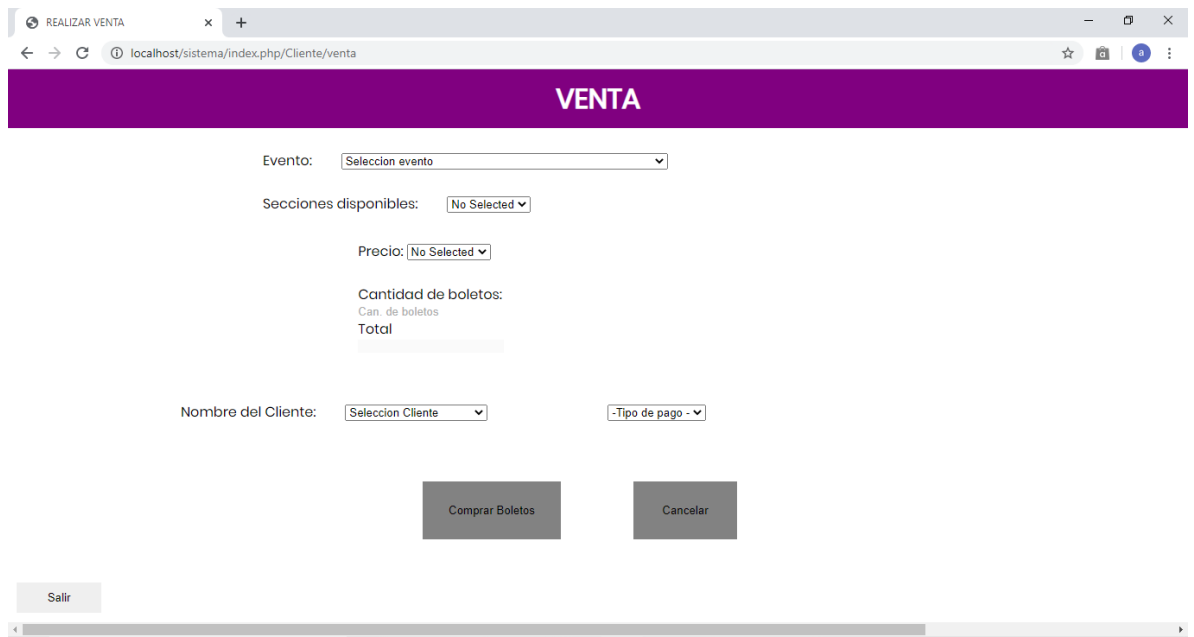 REALIZAR VENTA
localhost/sistema/index.php/Cliente/venta
a
a
VENTA
Evento: Seleccion evento
Secciones disponibles: No Selected
Precio: No Selected
Cantidad de boletos:
Can. de boletos
Total
Nombre del Cliente: Seleccion Cliente -Tipo de pago -
Comprar Boletos Cancelar
Salir